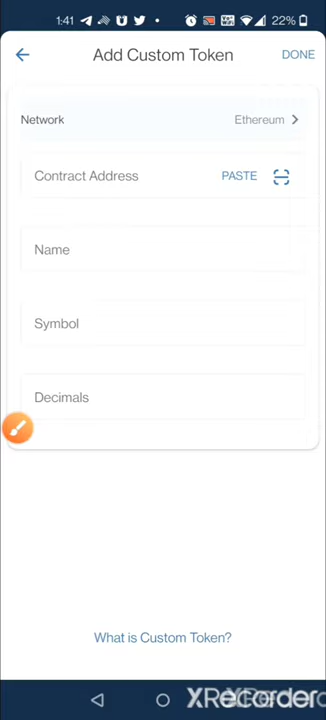 1:41 22%
Add Custom Token DONE
Network Ethereum
Contract Address PASTE
Name
Symbol
Decimals
What is Custom Token?
XRecorder